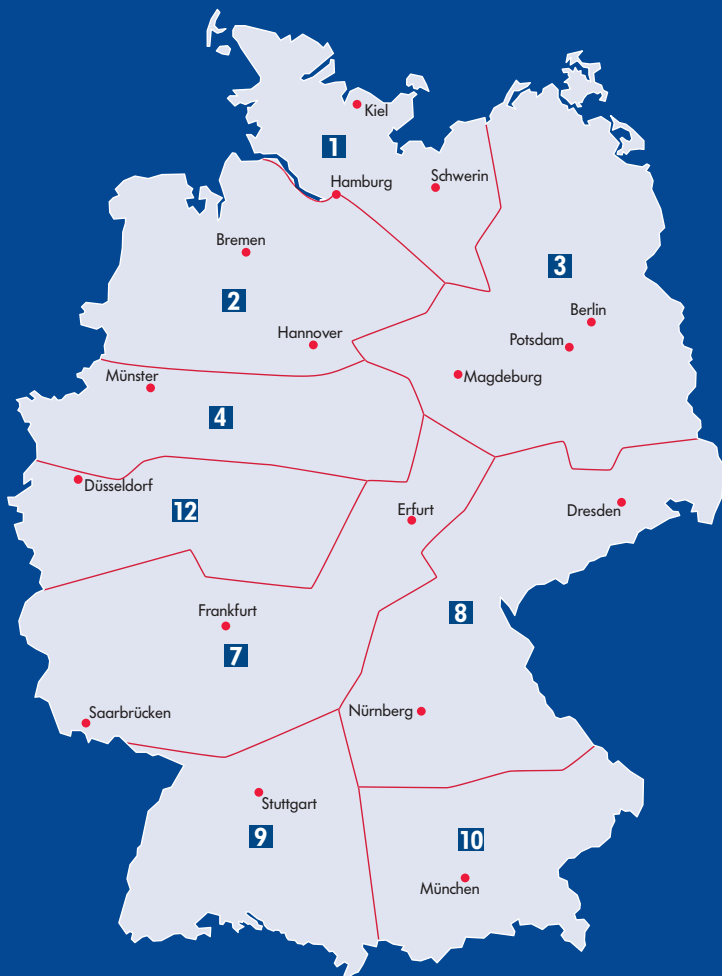 Kiel
1
Hamburg
Schwerin
Bremen
3
2
Berlin
Hannover
Potsdam
Münster
Magdeburg
4
Düsseldorf
12
Erfurt
Dresden
Frankfurt
8
7
Saarbrücken
Nürnberg
Stuttgart
9
10
München